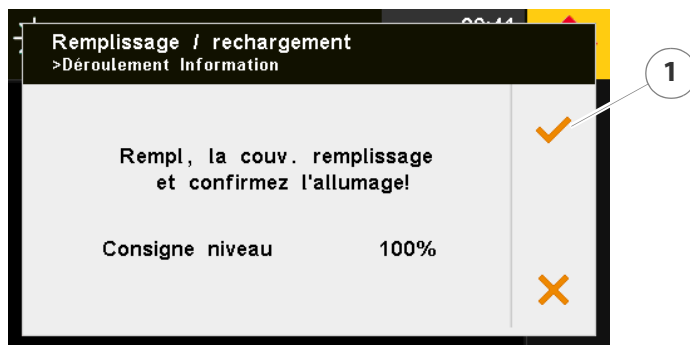 Remplissage / rechargement
>Déroulement Information
1
Rempl, la couv. remplissage
et confirmez l'allumage!
Consigne niveau 100%